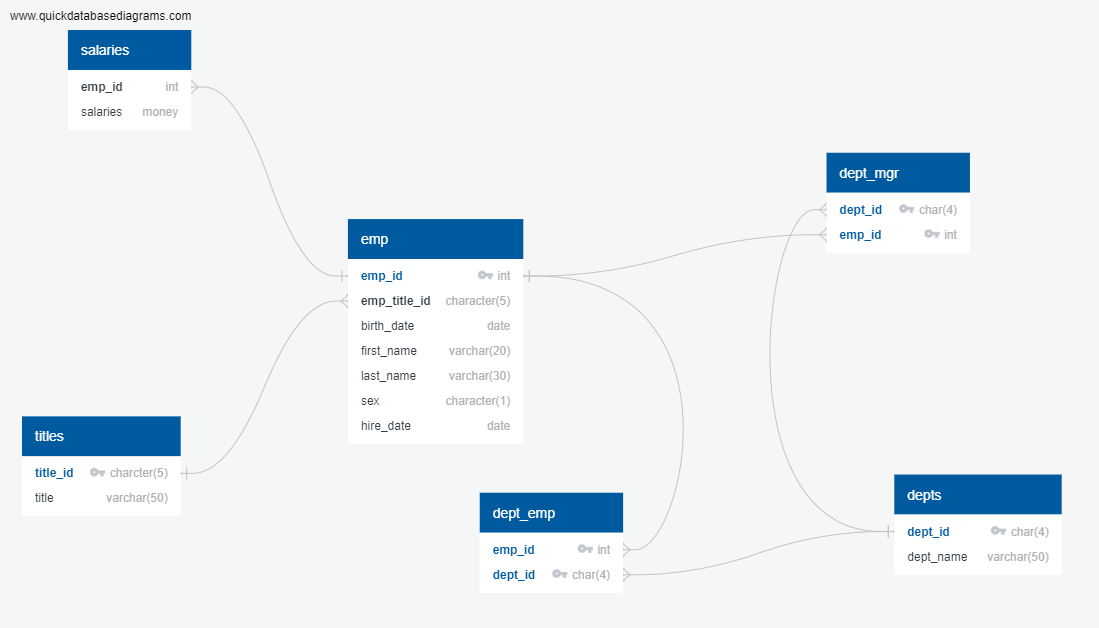 www.quickdatabasediagrams.com
salaries
emp_id int
salaries money
dept_mgr
dept_id char(4)
emp_id int
emp
emp_id int
emp_title_id character(5)
birth_date date
first_name varchar(20)
last_name varchar(30)
sex character(1)
hire_date date
titles
title_id charcter(5)
title varchar(50)
dept_emp
emp_id int
dept_id char(4)
depts
dept_id char(4)
dept_name varchar(50)